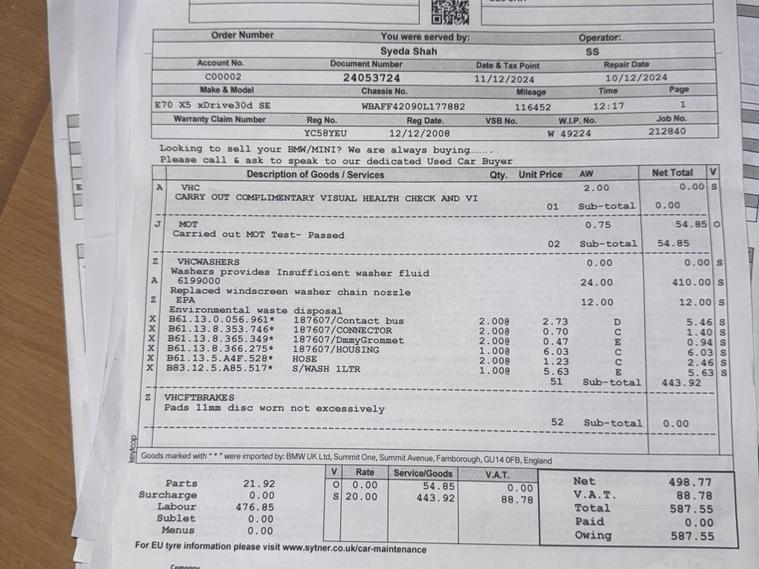 Order Number You were served by: Operator:
Syeda Shah SS
Account No. Document Number Date & Tax Point Repair Date
C00002 24053724 11/12/2024 10/12/2024
Make & Model Chassis No. Mileage Time Page
E70 X5 xDrive30d SE WBAFF42090L177882 116452 12:17 1
Warranty Claim Number Reg No. Reg Date. VSB No. W.I.P. No. Job No.
YC58YEU 12/12/2008 W 49224 212840
Looking to sell your BMW/MINI? We are always buying.........
Please call & ask to speak to our dedicated Used Car Buyer
Description of Goods / Services Qty. Unit Price AW Net Total V
A VHC 2.00 0.00 S
CARRY OUT COMPLIMENTARY VISUAL HEALTH CHECK AND VI
01 Sub-total 0.00
J MOT 0.75 54.85 O
Carried out MOT Test- Passed
02 Sub-total 54.85
Z VHCWASHERS 0.00 0.00 S
Washers provides Insufficient washer fluid
A 6199000 24.00 410.00 S
Replaced windscreen washer chain nozzle
Z EPA 12.00 12.00 S
Environmental waste disposal
X B61.13.0.056.961* 187607/Contact bus 2.00@ 2.73 D 5.46 S
X B61.13.8.353.746* 187607/CONNECTOR 2.00@ 0.70 C 1.40 S
X B61.13.8.365.349* 187607/DmmyGrommet 2.00@ 0.47 E 0.94 S
X B61.13.8.366.275* 187607/HOUSING 1.00@ 6.03 C 6.03 S
X B61.13.5.A4F.528* HOSE 2.00@ 1.23 C 2.46 S
X B83.12.5.A85.517* S/WASH 1LTR 1.00@ 5.63 E 5.63 S
51 Sub-total 443.92
Z VHCFTBRAKES
Pads 11mm disc worn not excessively
52 Sub-total 0.00
keyloop
Goods marked with "*" were imported by: BMW UK Ltd, Summit One, Summit Avenue, Farnborough, GU14 0FB, England
V Rate Service/Goods V.A.T.
Parts 21.92 O 0.00 54.85 0.00 Net 498.77
Surcharge 0.00 S 20.00 443.92 88.78 V.A.T. 88.78
Labour 476.85 Total 587.55
Sublet 0.00 Paid 0.00
Menus 0.00 Owing 587.55
For EU tyre information please visit www.sytner.co.uk/car-maintenance